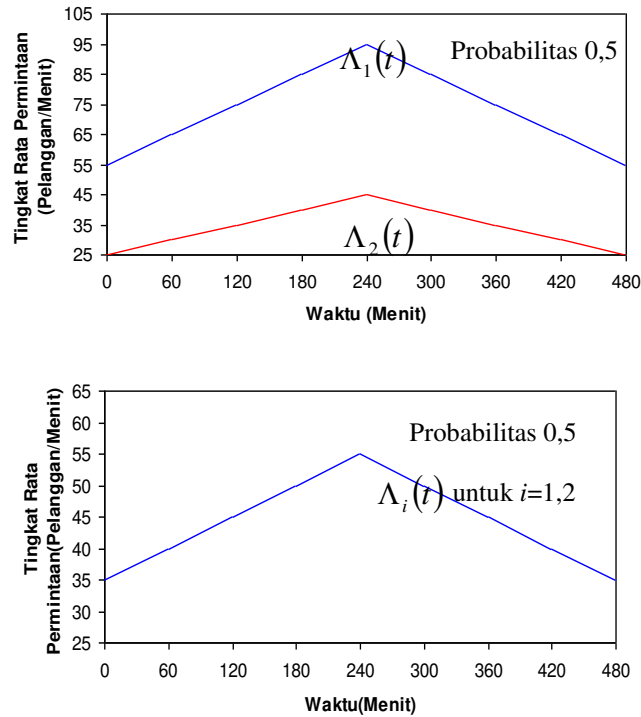 105
95
85
75
65
55
45
35
25
Tingkat Rata Permintaan
(Pelanggan/Menit)
Probabilitas 0,5
Λ₁(t)
Λ₂(t)
0 60 120 180 240 300 360 420 480
Waktu (Menit)
65
60
55
50
45
40
35
30
25
Tingkat Rata
Permintaan(Pelanggan/Menit)
Probabilitas 0,5
Λᵢ(t) untuk i=1,2
0 60 120 180 240 300 360 420 480
Waktu(Menit)